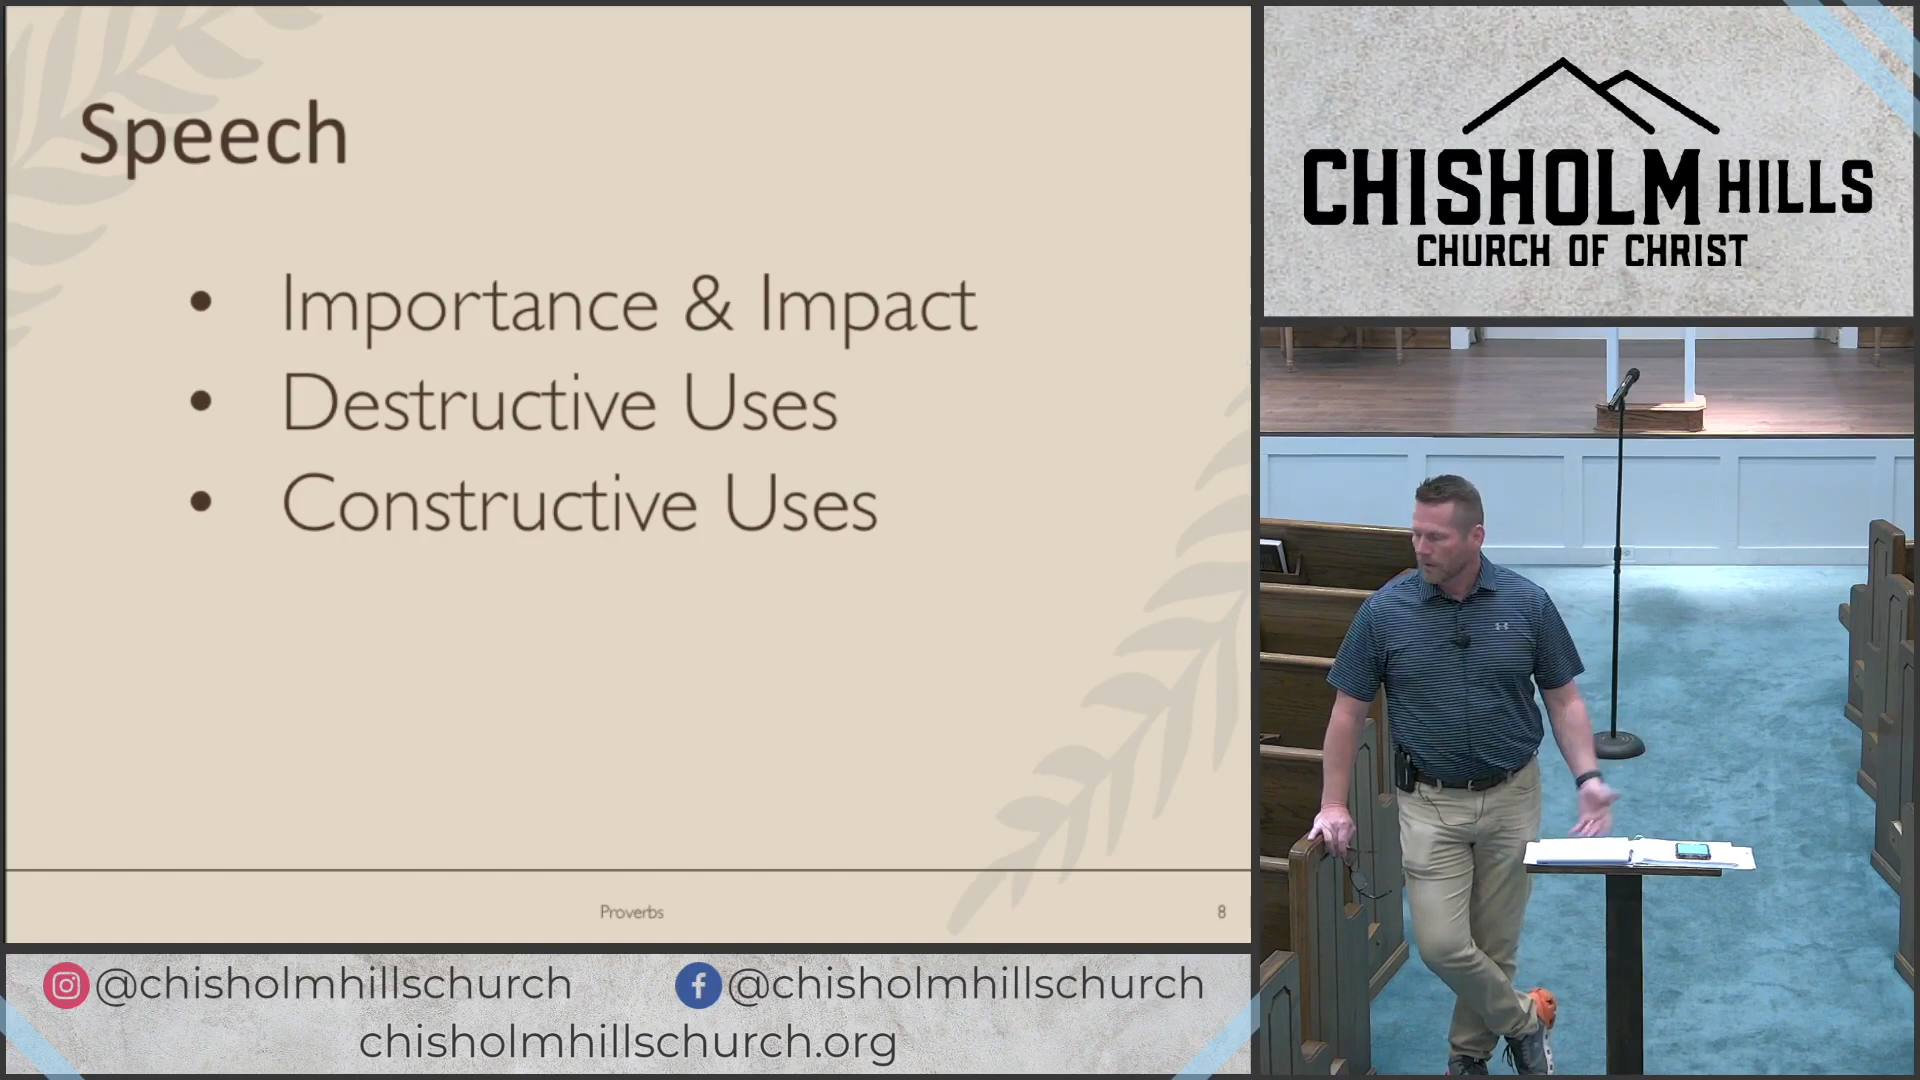 Speech
• Importance & Impact
• Destructive Uses
• Constructive Uses
Proverbs
8
CHISHOLM HILLS
CHURCH OF CHRIST
@chisholmhillschurch
@chisholmhillschurch
chisholmhillschurch.org